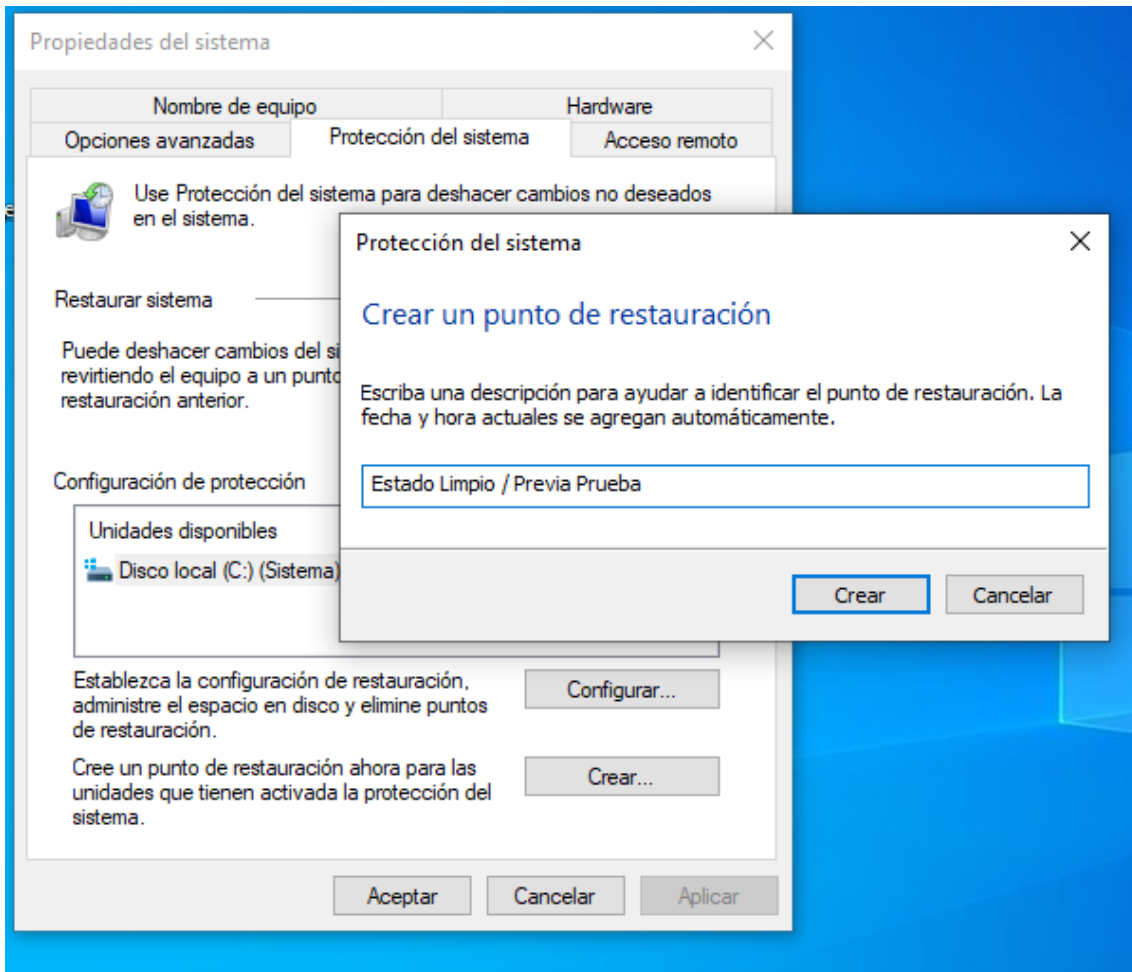 Propiedades del sistema
Nombre de equipo
Hardware
Opciones avanzadas
Protección del sistema
Acceso remoto
Use Protección del sistema para deshacer cambios no deseados
en el sistema.
Restaurar sistema
Puede deshacer cambios del si
revirtiendo el equipo a un punto
restauración anterior.
Configuración de protección
Unidades disponibles
Disco local (C:) (Sistema)
Establezca la configuración de restauración,
administre el espacio en disco y elimine puntos
de restauración.
Configurar...
Cree un punto de restauración ahora para las
unidades que tienen activada la protección del
sistema.
Crear...
Aceptar
Cancelar
Aplicar
Protección del sistema
Crear un punto de restauración
Escriba una descripción para ayudar a identificar el punto de restauración. La
fecha y hora actuales se agregan automáticamente.
Estado Limpio / Previa Prueba
Crear
Cancelar